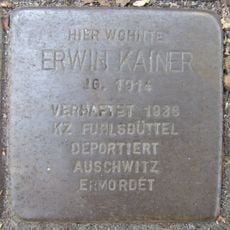 HIER WOHNTE
ERWIN KAINER
JG. 1914
VERHAFTET 1938
KZ FUHLSBÜTTEL
DEPORTIERT
AUSCHWITZ
ERMORDET